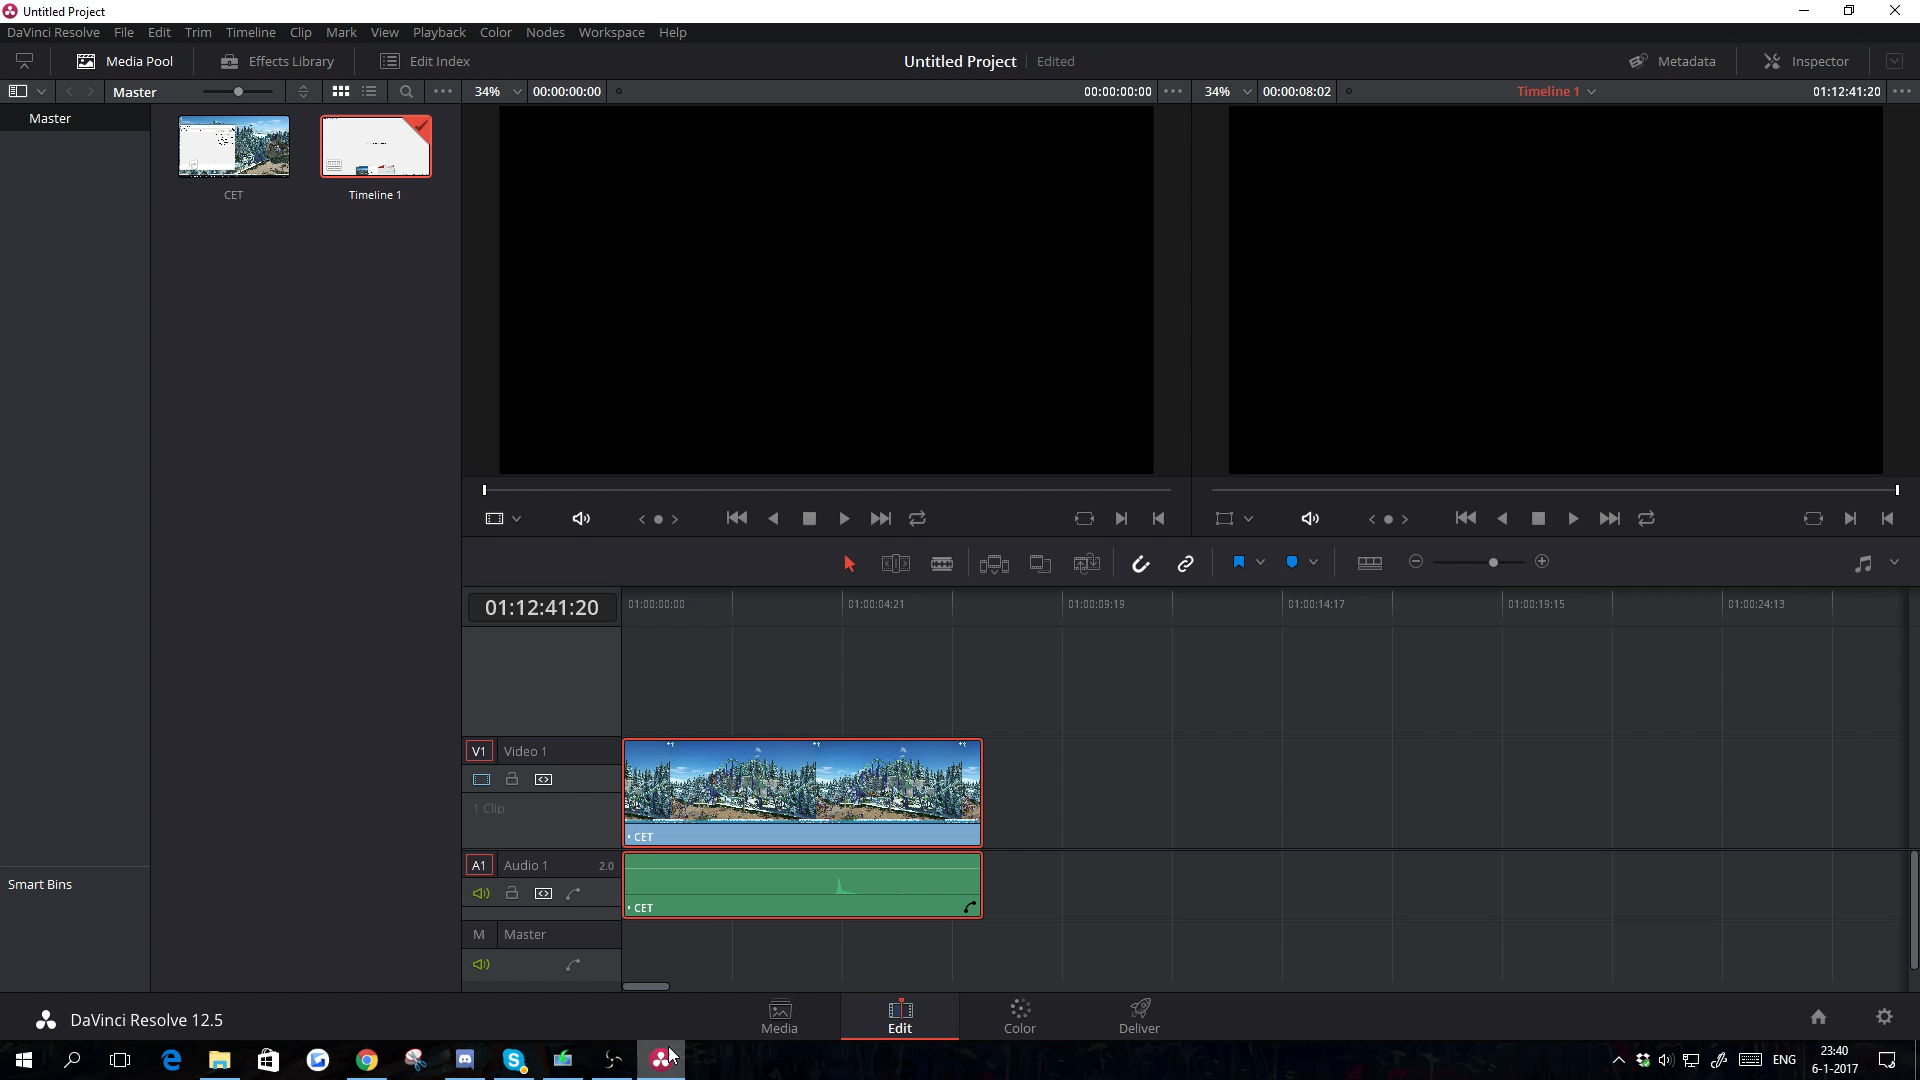 Untitled Project
DaVinci Resolve File Edit Trim Timeline Clip Mark View Playback Color Nodes Workspace Help
Media Pool Effects Library Edit Index Untitled Project Edited Metadata Inspector
Master 34% 00:00:00:00 00:00:00:00 34% 00:00:08:02 Timeline 1 01:12:41:20
Master
CET Timeline 1
01:12:41:20 01:00:00:00 01:00:04:21 01:00:09:19 01:00:14:17 01:00:19:15 01:00:24:13
V1 Video 1
1 Clip
CET
A1 Audio 1 2.0
Smart Bins
CET
M Master
DaVinci Resolve 12.5
Media Edit Color Deliver
ENG 23:40
6-1-2017